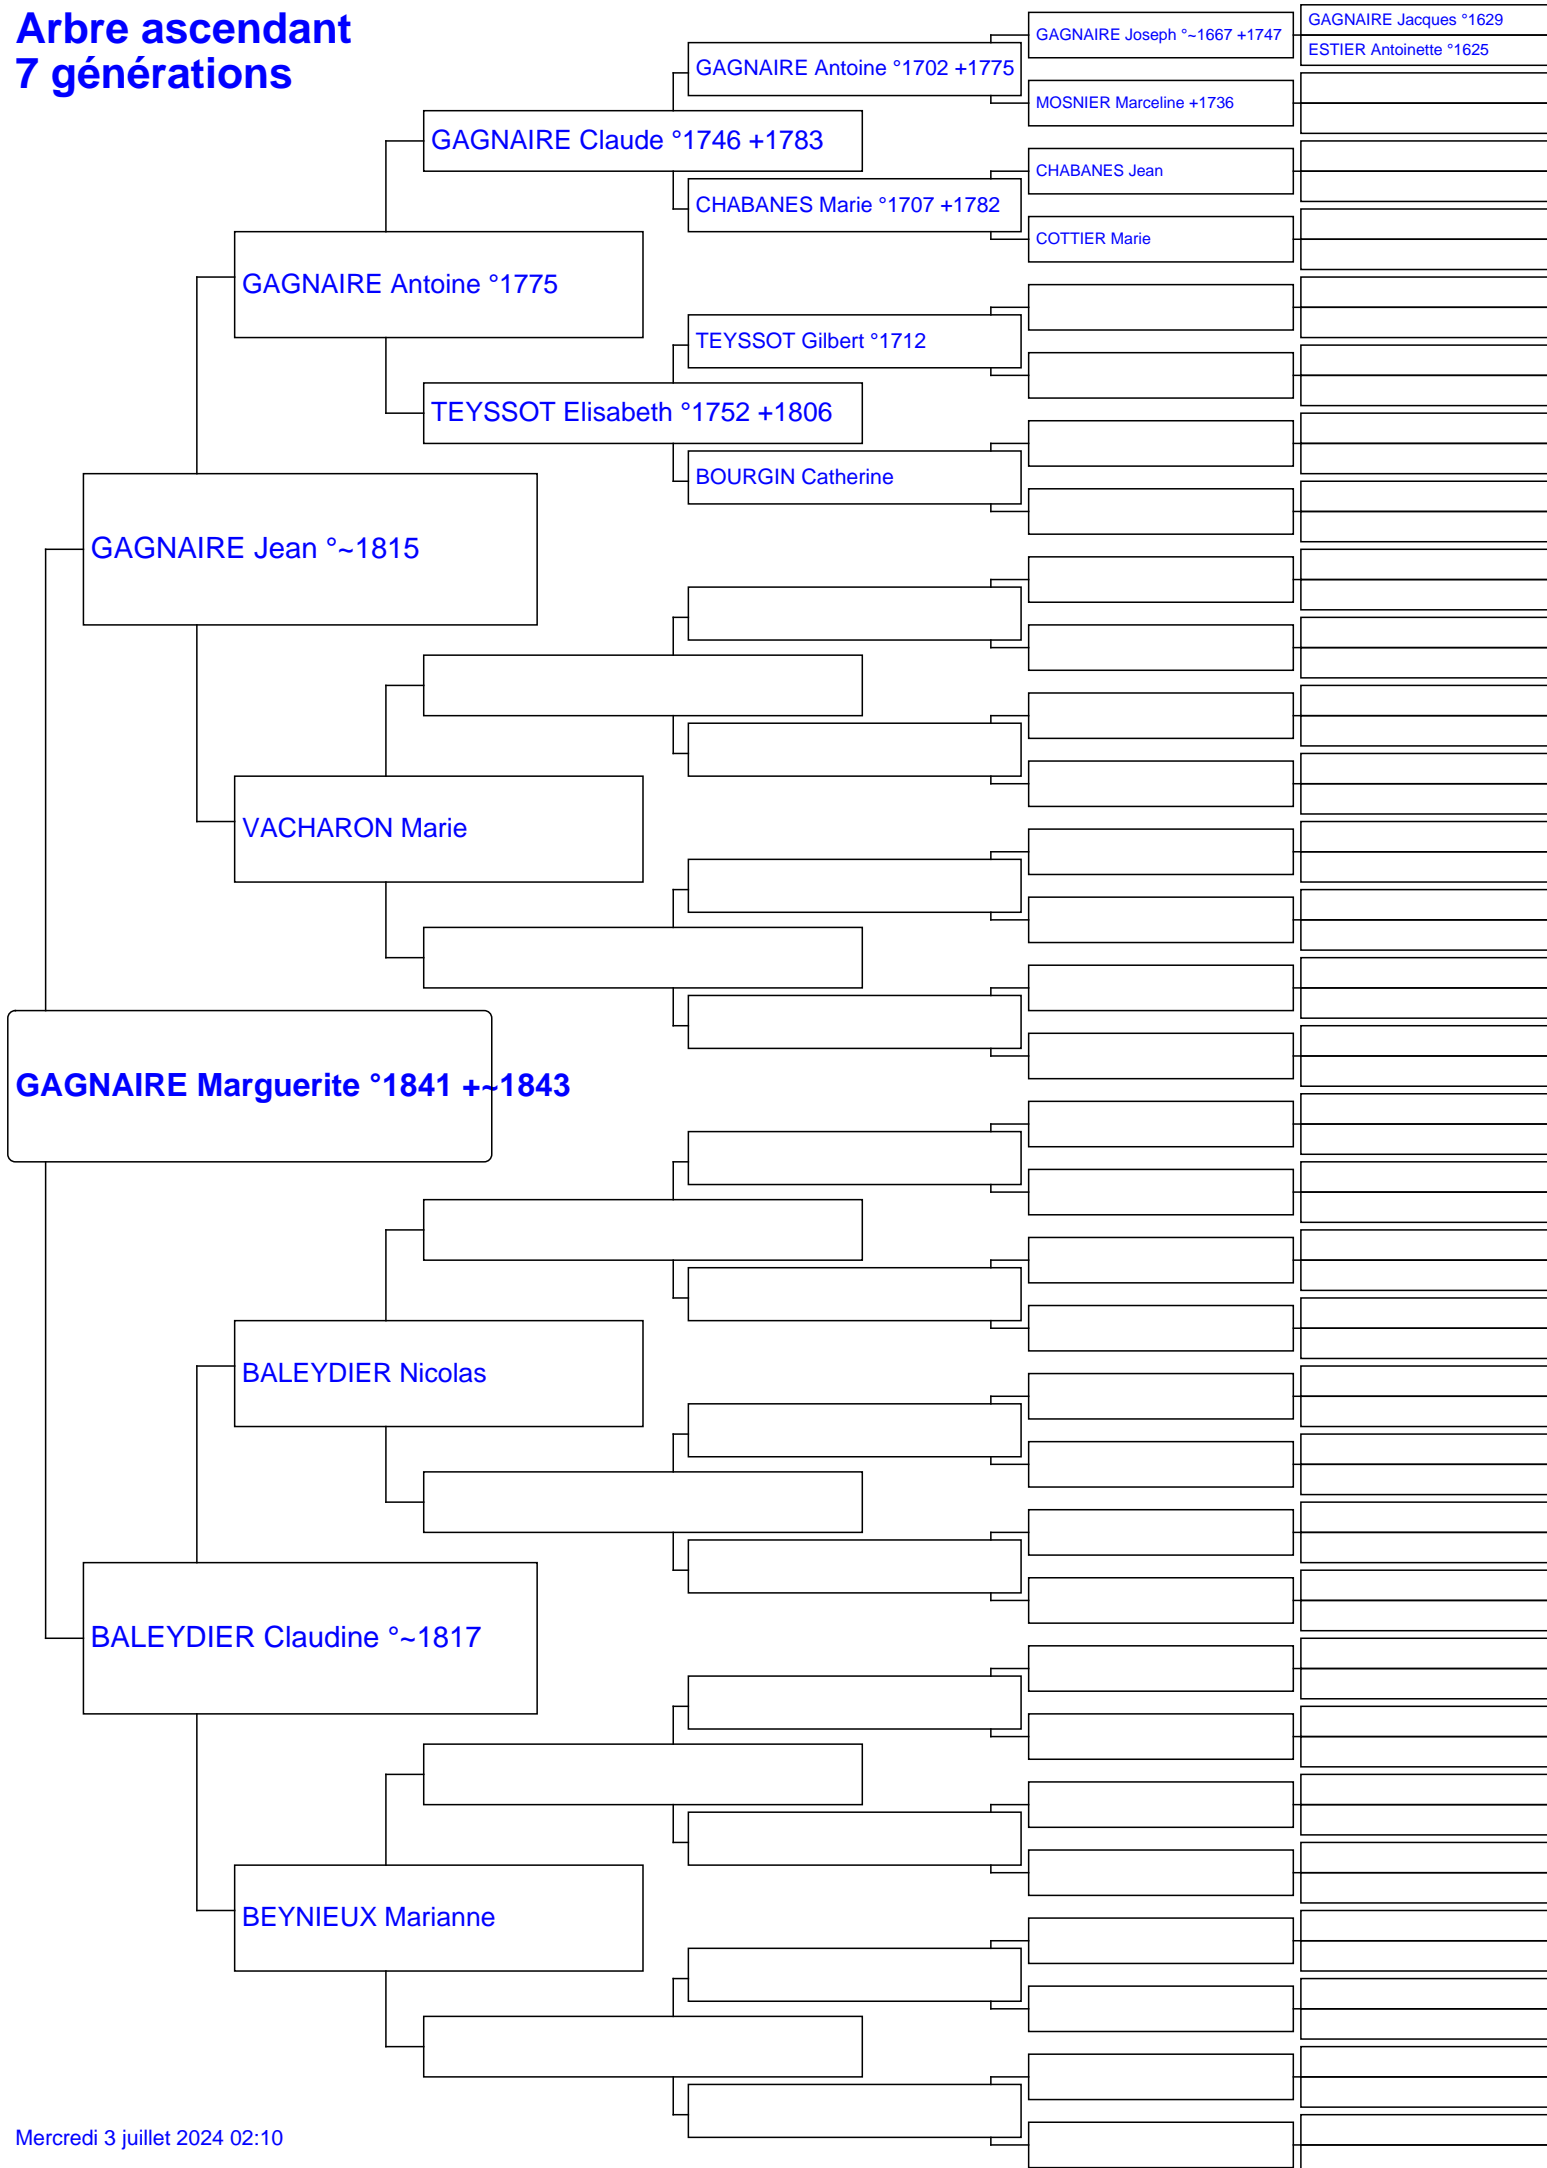 Arbre ascendant
7 générations
GAGNAIRE Joseph °~1667 +1747
GAGNAIRE Jacques °1629
ESTIER Antoinette °1625
GAGNAIRE Antoine °1702 +1775
MOSNIER Marceline +1736
GAGNAIRE Claude °1746 +1783
CHABANES Jean
CHABANES Marie °1707 +1782
COTTIER Marie
GAGNAIRE Antoine °1775
TEYSSOT Gilbert °1712
TEYSSOT Elisabeth °1752 +1806
BOURGIN Catherine
GAGNAIRE Jean °~1815
VACHARON Marie
GAGNAIRE Marguerite °1841 +~1843
BALEYDIER Nicolas
BALEYDIER Claudine °~1817
BEYNIEUX Marianne
Mercredi 3 juillet 2024 02:10